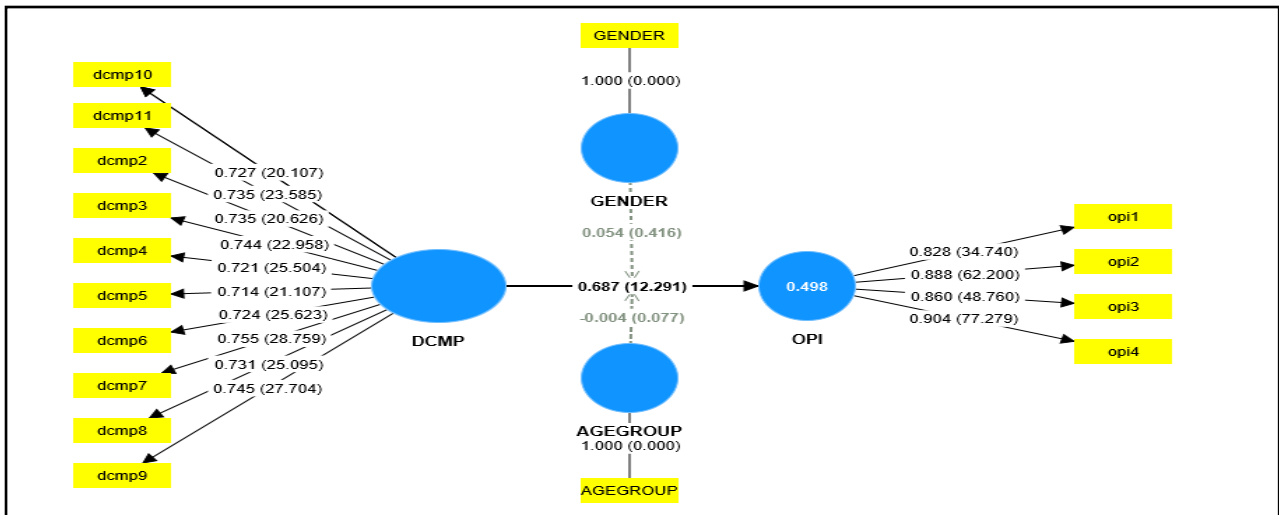 GENDER
1.000 (0.000)
GENDER
0.054 (0.416)
dcmp10
dcmp11
dcmp2
dcmp3
dcmp4
dcmp5
dcmp6
dcmp7
dcmp8
dcmp9
0.727 (20.107)
0.735 (23.585)
0.735 (20.626)
0.744 (22.958)
0.721 (25.504)
0.714 (21.107)
0.724 (25.623)
0.755 (28.759)
0.731 (25.095)
0.745 (27.704)
DCMP
0.687 (12.291)
-0.004 (0.077)
AGEGROUP
1.000 (0.000)
AGEGROUP
0.498
OPI
0.828 (34.740)
0.888 (62.200)
0.860 (48.760)
0.904 (77.279)
opi1
opi2
opi3
opi4